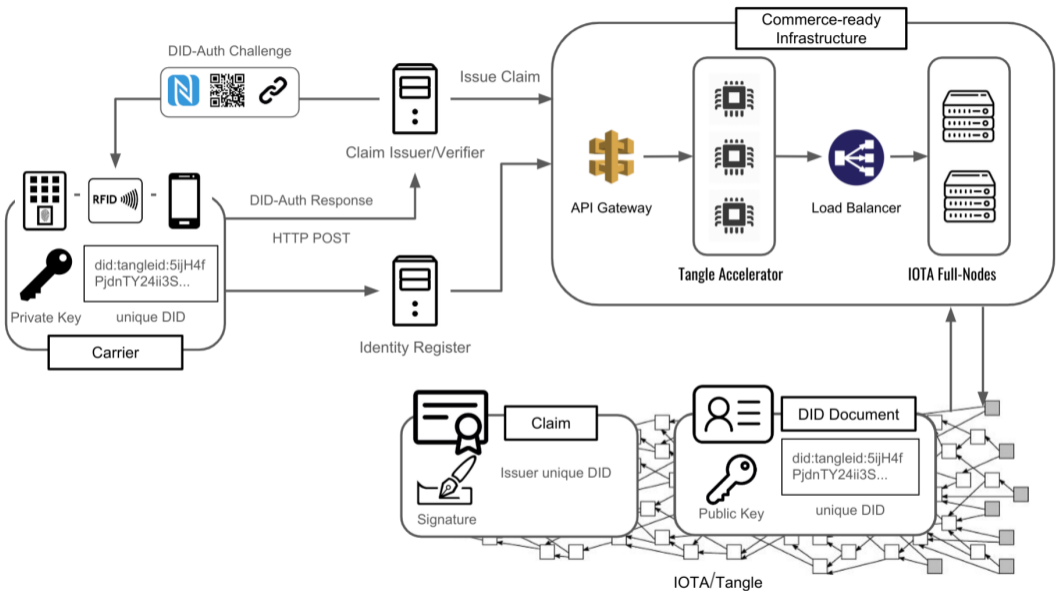 Commerce-ready
Infrastructure
DID-Auth Challenge
Issue Claim
Claim Issuer/Verifier
RFID
DID-Auth Response
HTTP POST
did:tangleid:5ijH4f
PjdnTY24ii3S...
Private Key
unique DID
Carrier
Identity Register
API Gateway
Tangle Accelerator
Load Balancer
IOTA Full-Nodes
Claim
Issuer unique DID
Signature
DID Document
did:tangleid:5ijH4f
PjdnTY24ii3S...
Public Key
unique DID
IOTA/Tangle